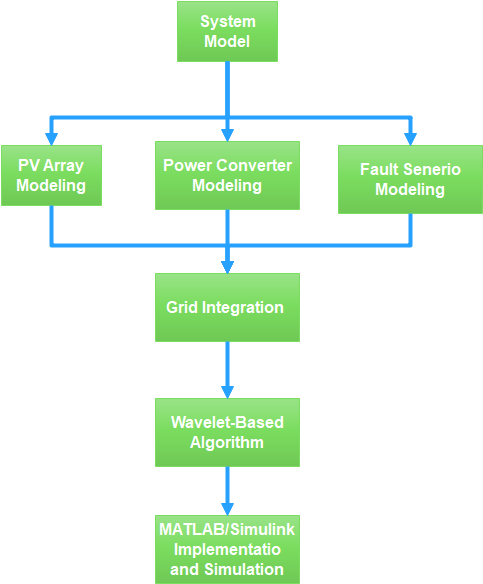 System
Model
PV Array
Modeling
Power Converter
Modeling
Fault Senerio
Modeling
Grid Integration
Wavelet-Based
Algorithm
MATLAB/Simulink
Implementatio
and Simulation